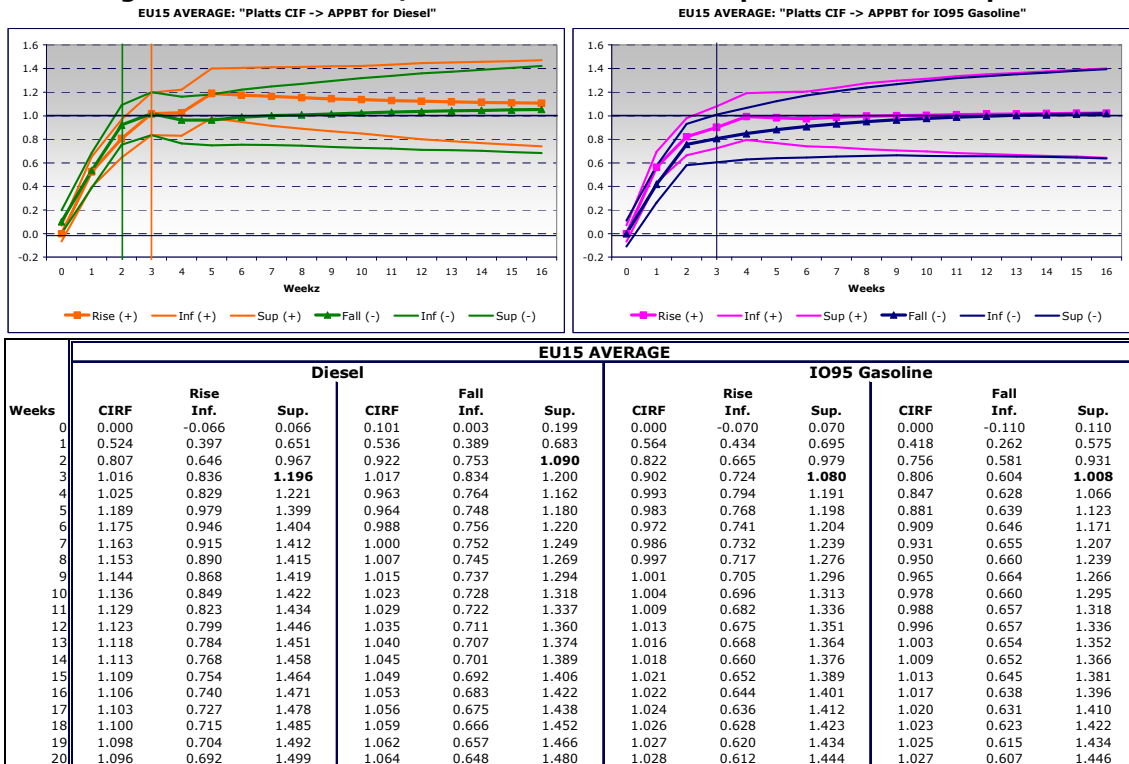 EU15 AVERAGE: "Platts CIF -> APPBT for Diesel"
1.6
1.4
1.2
1.0
0.8
0.6
0.4
0.2
0.0
-0.2
0 1 2 3 4 5 6 7 8 9 10 11 12 13 14 15 16
Weekz
Rise (+) Inf (+) Sup (+) Fall (-) Inf (-) Sup (-)
EU15 AVERAGE: "Platts CIF -> APPBT for IO95 Gasoline"
1.6
1.4
1.2
1.0
0.8
0.6
0.4
0.2
0.0
-0.2
0 1 2 3 4 5 6 7 8 9 10 11 12 13 14 15 16
Weeks
Rise (+) Inf (+) Sup (+) Fall (-) Inf (-) Sup (-)
EU15 AVERAGE
Diesel IO95 Gasoline
Rise Fall Rise Fall
Weeks CIRF Inf. Sup. CIRF Inf. Sup. CIRF Inf. Sup. CIRF Inf. Sup.
0 0.000 -0.066 0.066 0.101 0.003 0.199 0.000 -0.070 0.070 0.000 -0.110 0.110
1 0.524 0.397 0.651 0.536 0.389 0.683 0.564 0.434 0.695 0.418 0.262 0.575
2 0.807 0.646 0.967 0.922 0.753 1.090 0.822 0.665 0.979 0.756 0.581 0.931
3 1.016 0.836 1.196 1.017 0.834 1.200 0.902 0.724 1.080 0.806 0.604 1.008
4 1.025 0.829 1.221 0.963 0.764 1.162 0.993 0.794 1.191 0.847 0.628 1.066
5 1.189 0.979 1.399 0.964 0.748 1.180 0.983 0.768 1.198 0.881 0.639 1.123
6 1.175 0.946 1.404 0.988 0.756 1.220 0.972 0.741 1.204 0.909 0.646 1.171
7 1.163 0.915 1.412 1.000 0.752 1.249 0.986 0.732 1.239 0.931 0.655 1.207
8 1.153 0.890 1.415 1.007 0.745 1.269 0.997 0.717 1.276 0.950 0.660 1.239
9 1.144 0.868 1.419 1.015 0.737 1.294 1.001 0.705 1.296 0.965 0.664 1.266
10 1.136 0.849 1.422 1.023 0.728 1.318 1.004 0.696 1.313 0.978 0.660 1.295
11 1.129 0.823 1.434 1.029 0.722 1.337 1.009 0.682 1.336 0.988 0.657 1.318
12 1.123 0.799 1.446 1.035 0.711 1.360 1.013 0.675 1.351 0.996 0.657 1.336
13 1.118 0.784 1.451 1.040 0.707 1.374 1.016 0.668 1.364 1.003 0.654 1.352
14 1.113 0.768 1.458 1.045 0.701 1.389 1.018 0.660 1.376 1.009 0.652 1.366
15 1.109 0.754 1.464 1.049 0.692 1.406 1.021 0.652 1.389 1.013 0.645 1.381
16 1.106 0.740 1.471 1.053 0.683 1.422 1.022 0.644 1.401 1.017 0.638 1.396
17 1.103 0.727 1.478 1.056 0.675 1.438 1.024 0.636 1.412 1.020 0.631 1.410
18 1.100 0.715 1.485 1.059 0.666 1.452 1.026 0.628 1.423 1.023 0.623 1.422
19 1.098 0.704 1.492 1.062 0.657 1.466 1.027 0.620 1.434 1.025 0.615 1.434
20 1.096 0.692 1.499 1.064 0.648 1.480 1.028 0.612 1.444 1.027 0.607 1.446